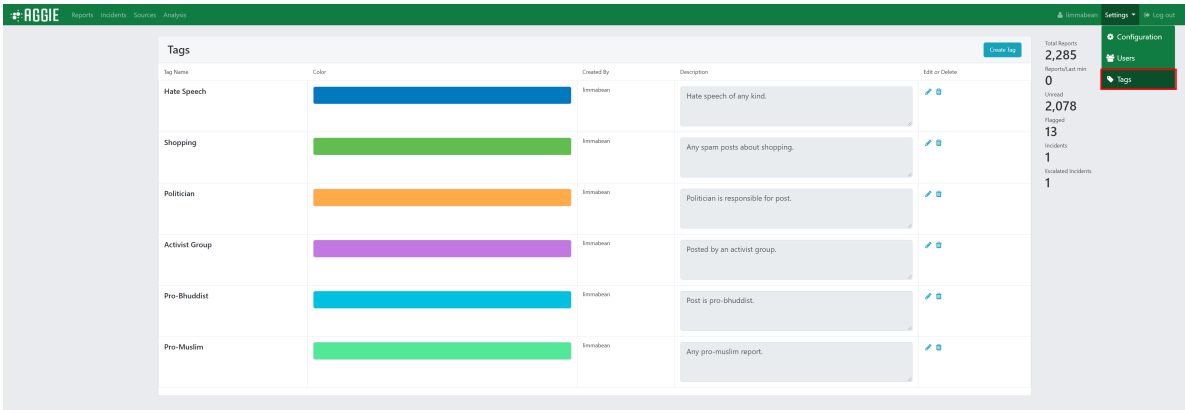 AGGIE Reports Incidents Sources Analysis limmabean Settings Log out
Configuration
Users
Tags
Tags Create Tag
Tag Name Color Created By Description Edit or Delete
Hate Speech limmabean Hate speech of any kind.
Shopping limmabean Any spam posts about shopping.
Politician limmabean Politician is responsible for post.
Activist Group limmabean Posted by an activist group.
Pro-Bhuddist limmabean Post is pro-bhuddist.
Pro-Muslim limmabean Any pro-muslim report.
Total Reports
2,285
Reports/Last min
0
Unread
2,078
Flagged
13
Incidents
1
Escalated Incidents
1